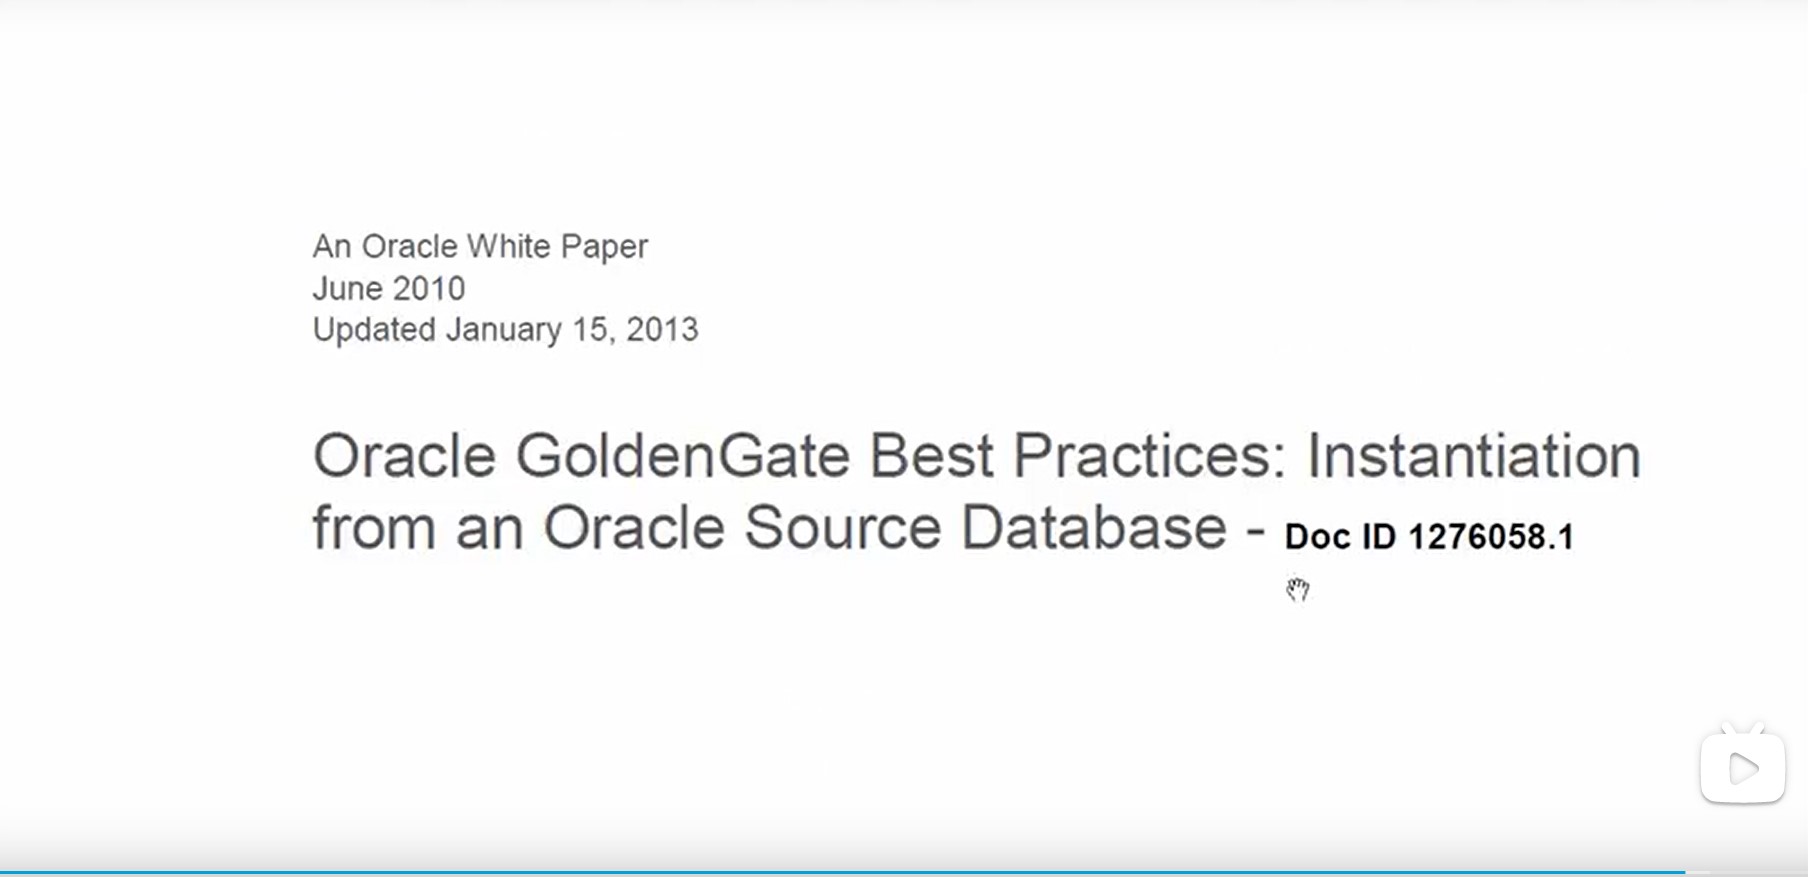 An Oracle White Paper
June 2010
Updated January 15, 2013
Oracle GoldenGate Best Practices: Instantiation
from an Oracle Source Database - Doc ID 1276058.1